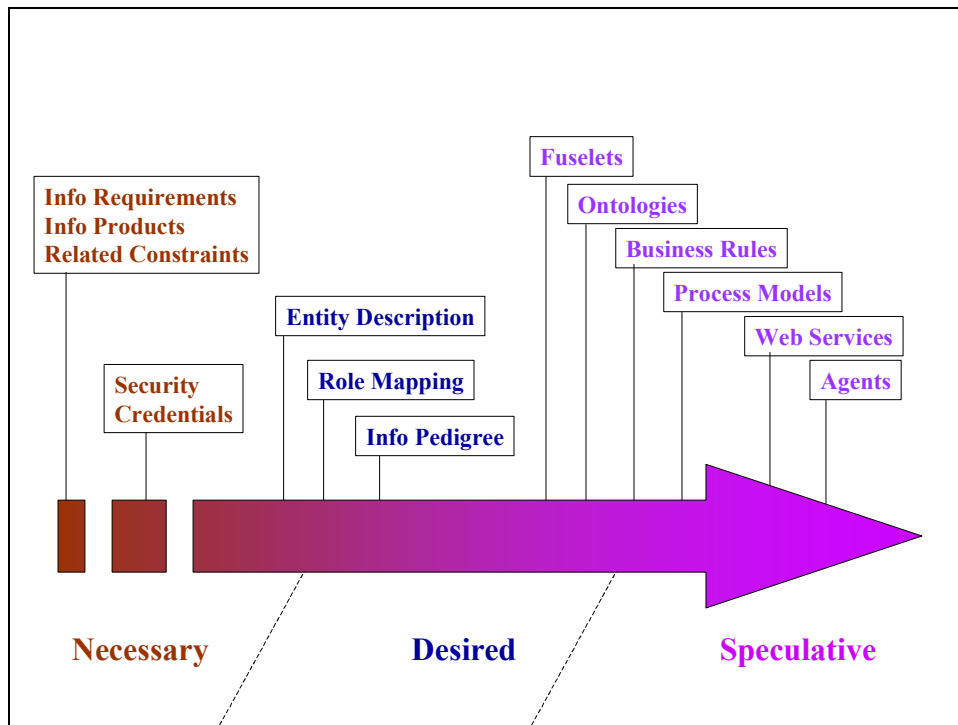 Info Requirements
Info Products
Related Constraints
Security
Credentials
Entity Description
Role Mapping
Info Pedigree
Fuselets
Ontologies
Business Rules
Process Models
Web Services
Agents
Necessary
Desired
Speculative